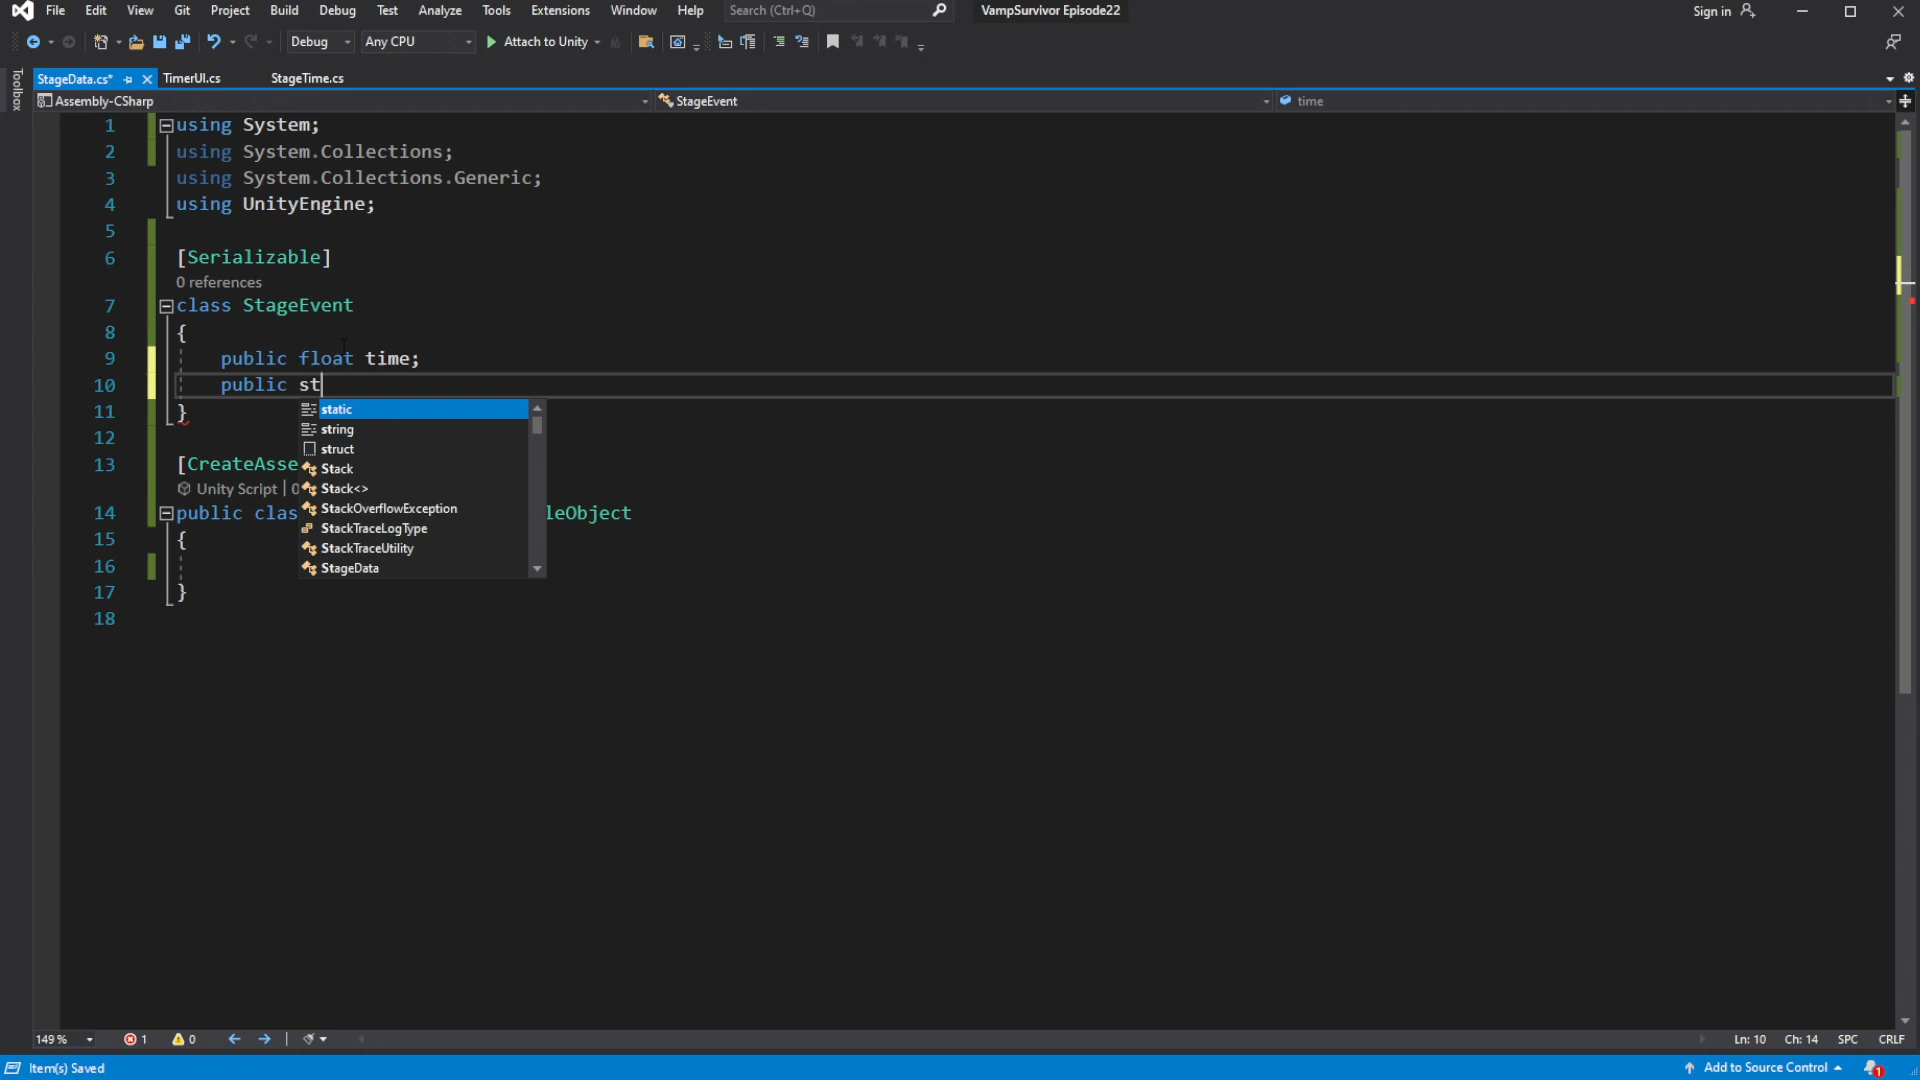 File Edit View Git Project Build Debug Test Analyze Tools Extensions Window Help Search (Ctrl+Q) VampSurvivor Episode22 Sign in
Debug Any CPU Attach to Unity
Toolbox
StageData.cs* TimerUI.cs StageTime.cs
Assembly-CSharp StageEvent time
1 using System;
2 using System.Collections;
3 using System.Collections.Generic;
4 using UnityEngine;
5
6 [Serializable]
0 references
7 class StageEvent
8 {
9 public float time;
10 public st
static
11 }
string
12
struct
13 [CreateAsse
Stack
Unity Script | 0
Stack<>
StackOverflowException
14 public clas leObject
StackTraceLogType
15 {
StackTraceUtility
16
StageData
17 }
18
149 % 1 0 Ln: 10 Ch: 14 SPC CRLF
Item(s) Saved Add to Source Control 1